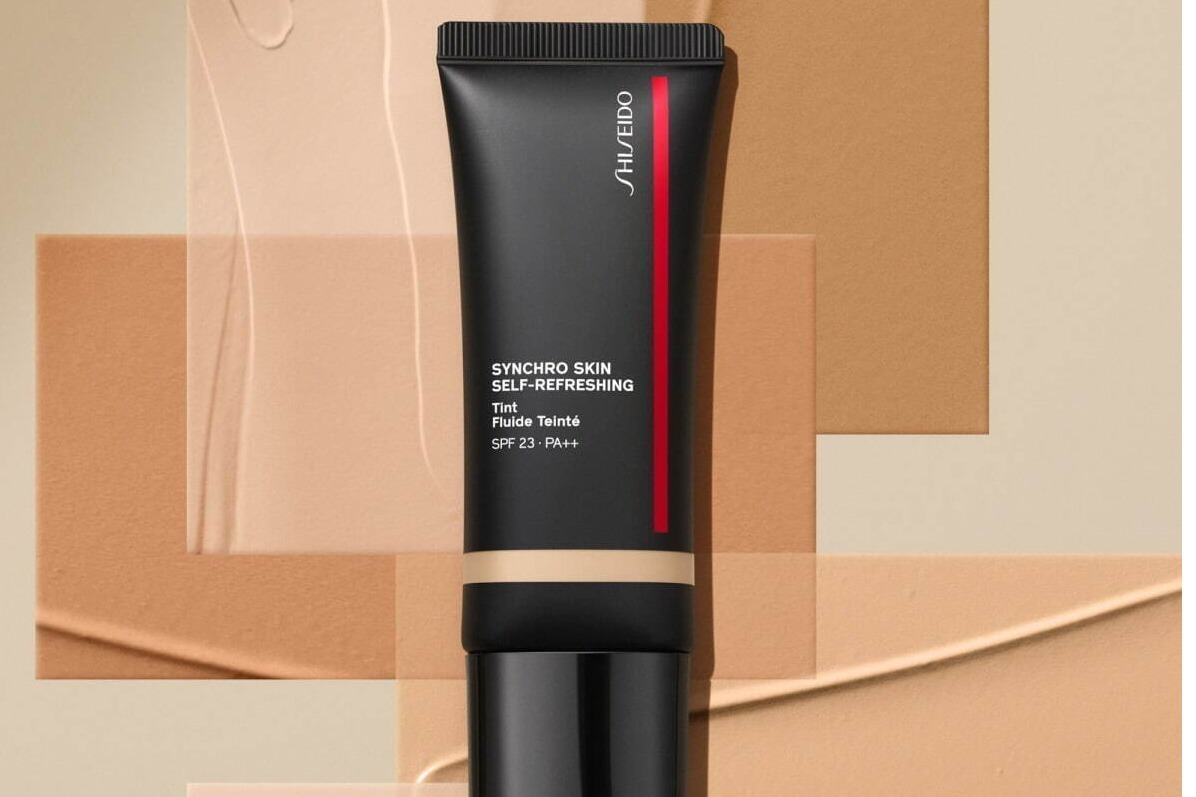 SHISEIDO
SYNCHRO SKIN
SELF-REFRESHING
Tint
Fluide Teinté
SPF 23 · PA++